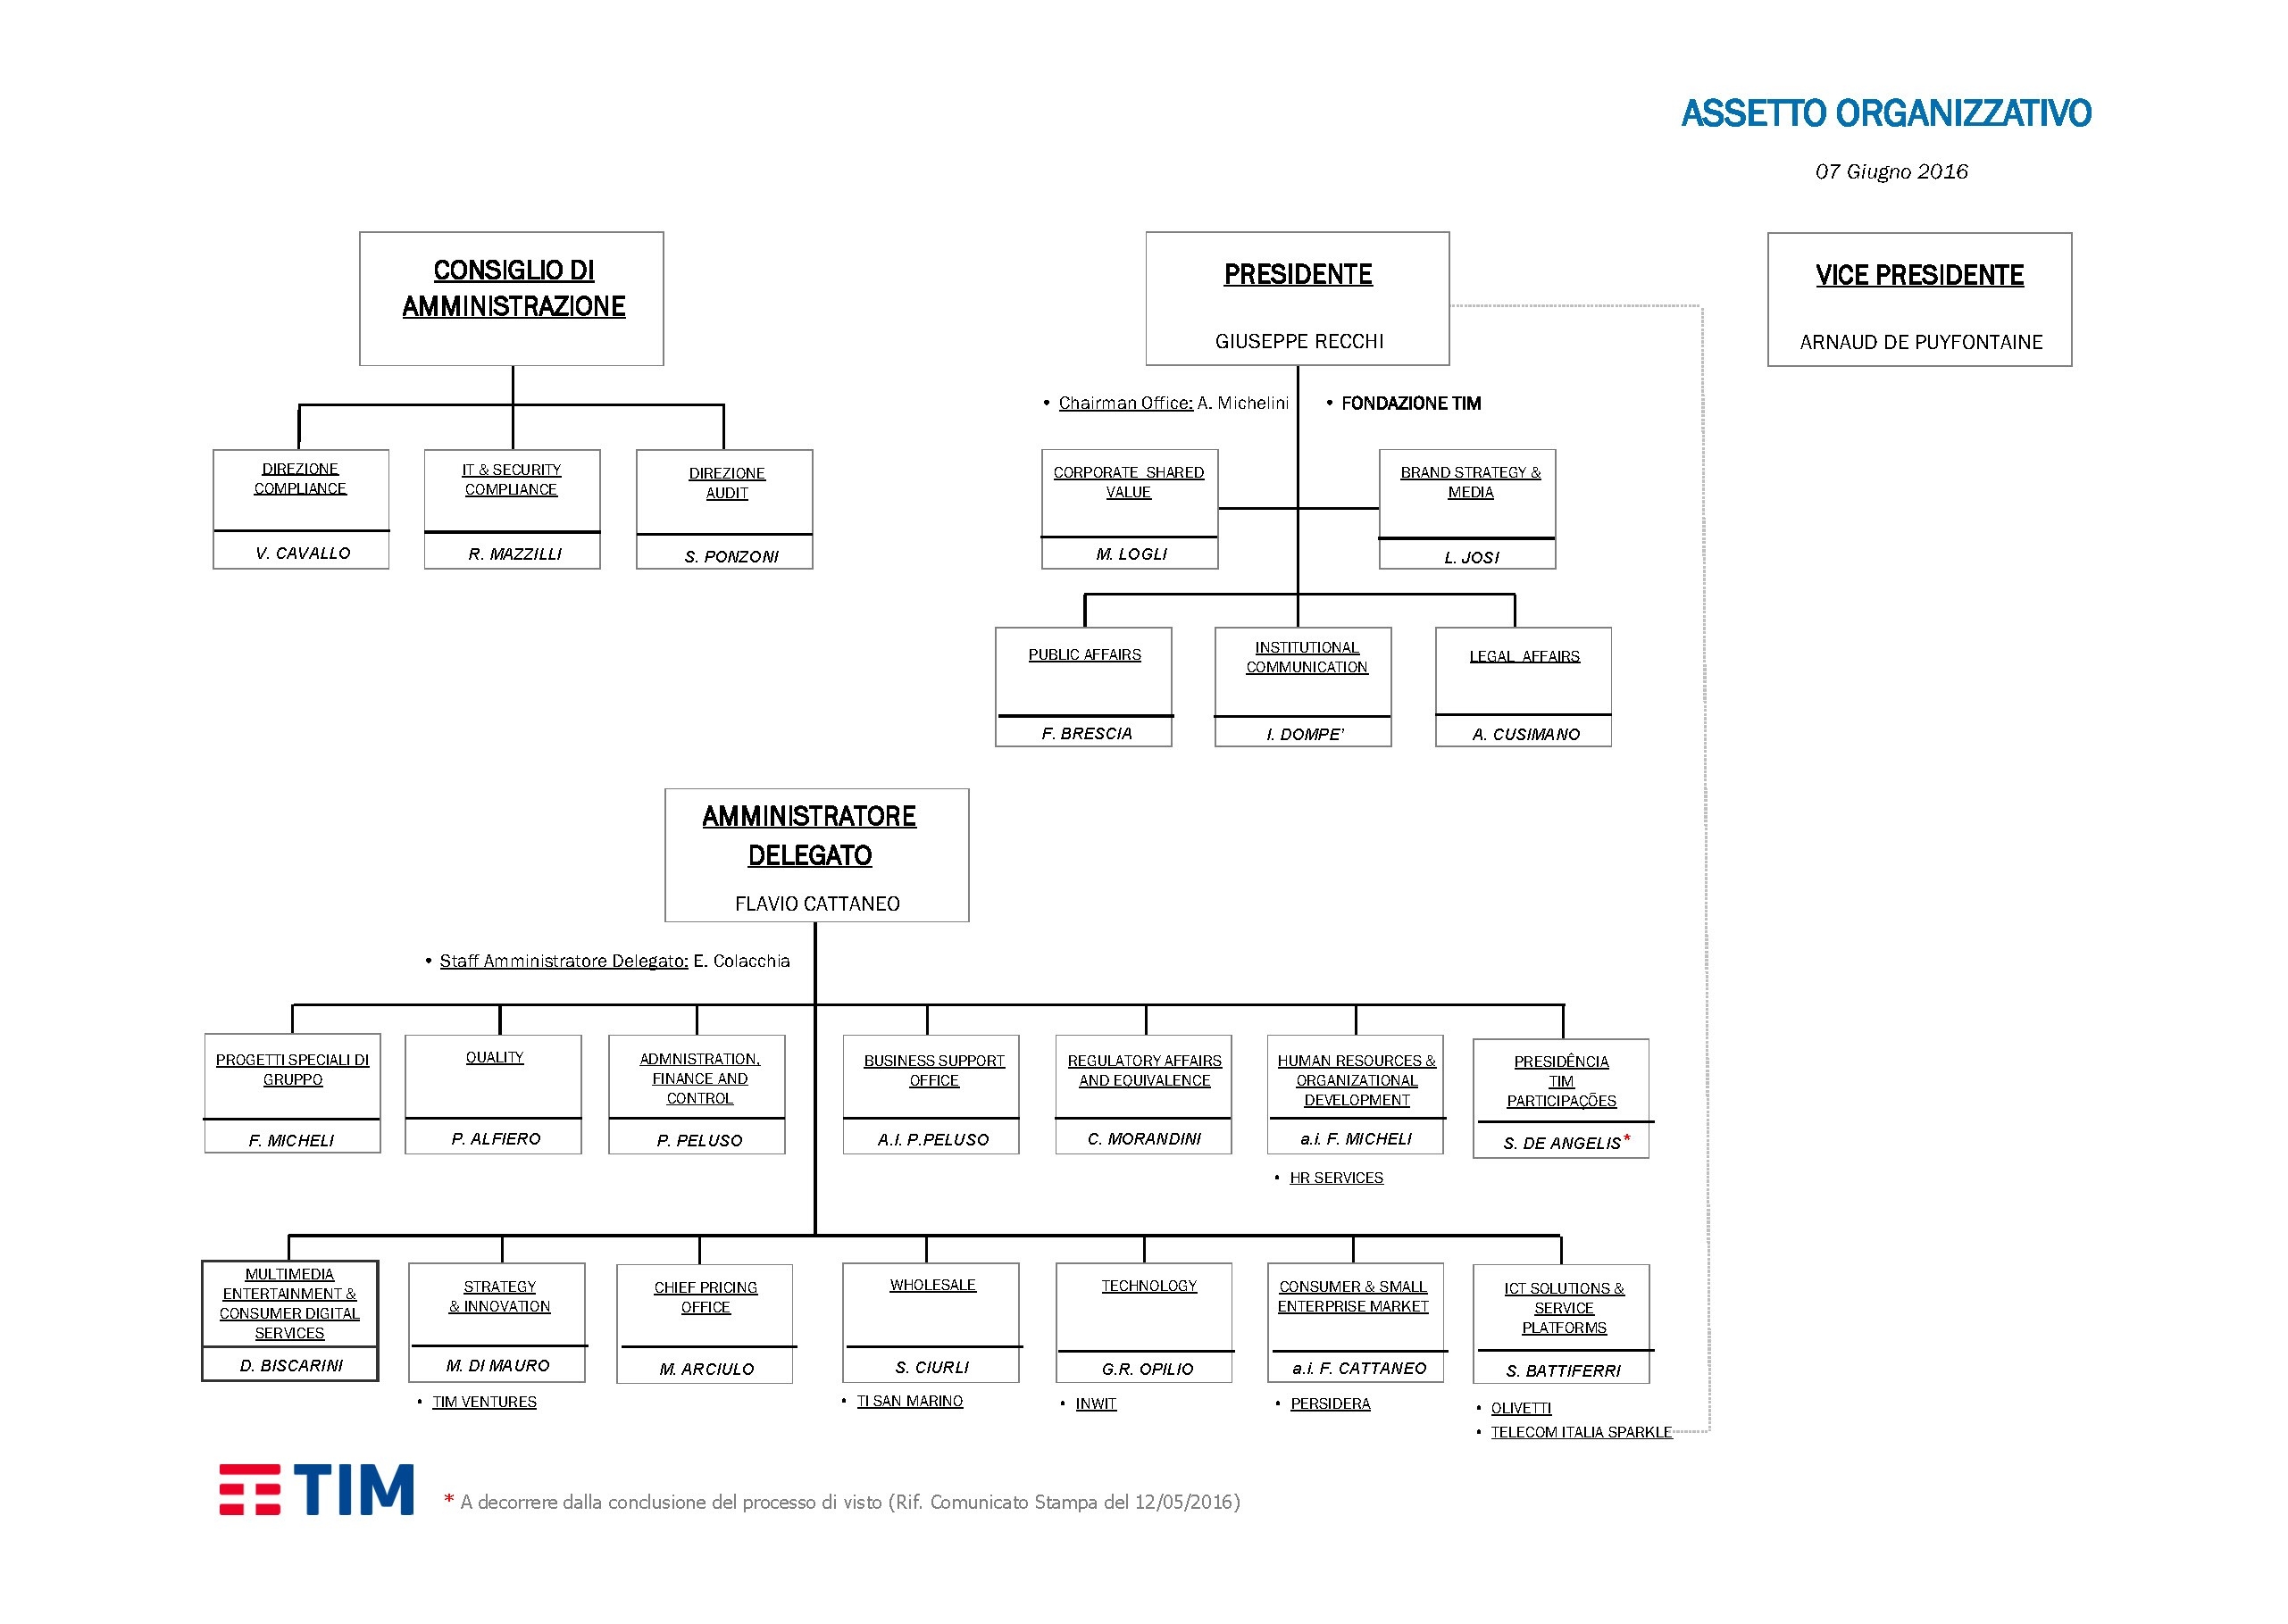 ASSETTO ORGANIZZATIVO
07 Giugno 2016
CONSIGLIO DI
AMMINISTRAZIONE
PRESIDENTE
GIUSEPPE RECCHI
VICE PRESIDENTE
ARNAUD DE PUYFONTAINE
• Chairman Office: A. Michelini
• FONDAZIONE TIM
DIREZIONE
COMPLIANCE
V. CAVALLO
IT & SECURITY
COMPLIANCE
R. MAZZILLI
DIREZIONE
AUDIT
S. PONZONI
CORPORATE SHARED
VALUE
M. LOGLI
BRAND STRATEGY &
MEDIA
L. JOSI
PUBLIC AFFAIRS
F. BRESCIA
INSTITUTIONAL
COMMUNICATION
I. DOMPE'
LEGAL AFFAIRS
A. CUSIMANO
AMMINISTRATORE
DELEGATO
FLAVIO CATTANEO
• Staff Amministratore Delegato: E. Colacchia
PROGETTI SPECIALI DI
GRUPPO
F. MICHELI
QUALITY
P. ALFIERO
ADMNISTRATION,
FINANCE AND
CONTROL
P. PELUSO
BUSINESS SUPPORT
OFFICE
A.I. P.PELUSO
REGULATORY AFFAIRS
AND EQUIVALENCE
C. MORANDINI
HUMAN RESOURCES &
ORGANIZATIONAL
DEVELOPMENT
a.i. F. MICHELI
• HR SERVICES
PRESIDÊNCIA
TIM
PARTICIPAÇÕES
S. DE ANGELIS*
MULTIMEDIA
ENTERTAINMENT &
CONSUMER DIGITAL
SERVICES
D. BISCARINI
STRATEGY
& INNOVATION
M. DI MAURO
• TIM VENTURES
CHIEF PRICING
OFFICE
M. ARCIULO
WHOLESALE
S. CIURLI
• TI SAN MARINO
TECHNOLOGY
G.R. OPILIO
• INWIT
CONSUMER & SMALL
ENTERPRISE MARKET
a.i. F. CATTANEO
• PERSIDERA
ICT SOLUTIONS &
SERVICE
PLATFORMS
S. BATTIFERRI
• OLIVETTI
• TELECOM ITALIA SPARKLE
TIM
* A decorrere dalla conclusione del processo di visto (Rif. Comunicato Stampa del 12/05/2016)